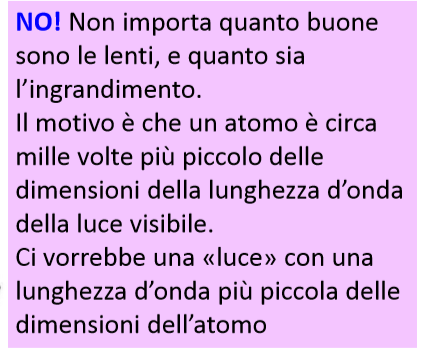 NO! Non importa quanto buone
sono le lenti, e quanto sia
l’ingrandimento.
Il motivo è che un atomo è circa
mille volte più piccolo delle
dimensioni della lunghezza d’onda
della luce visibile.
Ci vorrebbe una «luce» con una
lunghezza d’onda più piccola delle
dimensioni dell’atomo